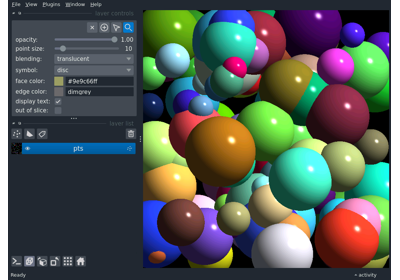 File View Plugins Window Help
layer controls
opacity: 1.00
point size: 10
blending: translucent
symbol: disc
face color: #9e9c66ff
edge color: dimgrey
display text: ✓
out of slice:
layer list
pts
Ready
activity